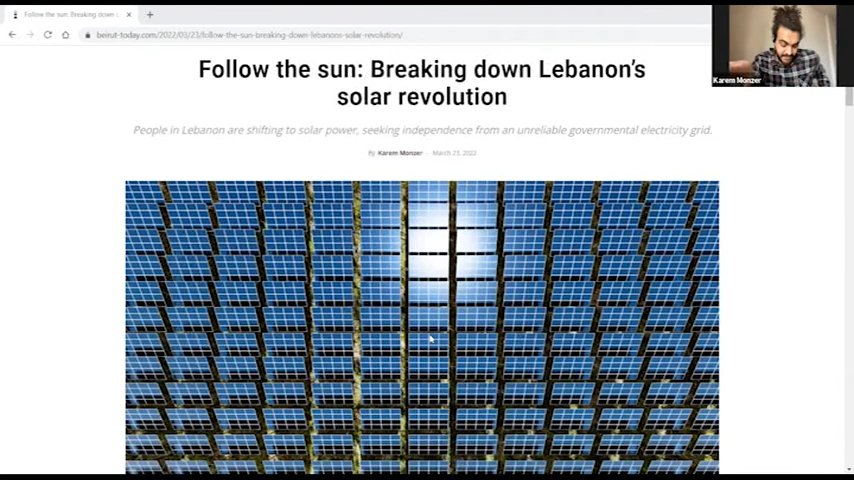 Follow the sun: Breaking down
beirut-today.com/2022/03/23/follow-the-sun-breaking-down-lebanons-solar-revolution/
Karem Monzer
Follow the sun: Breaking down Lebanon's
solar revolution
People in Lebanon are shifting to solar power, seeking independence from an unreliable governmental electricity grid.
By Karem Monzer - March 23, 2022